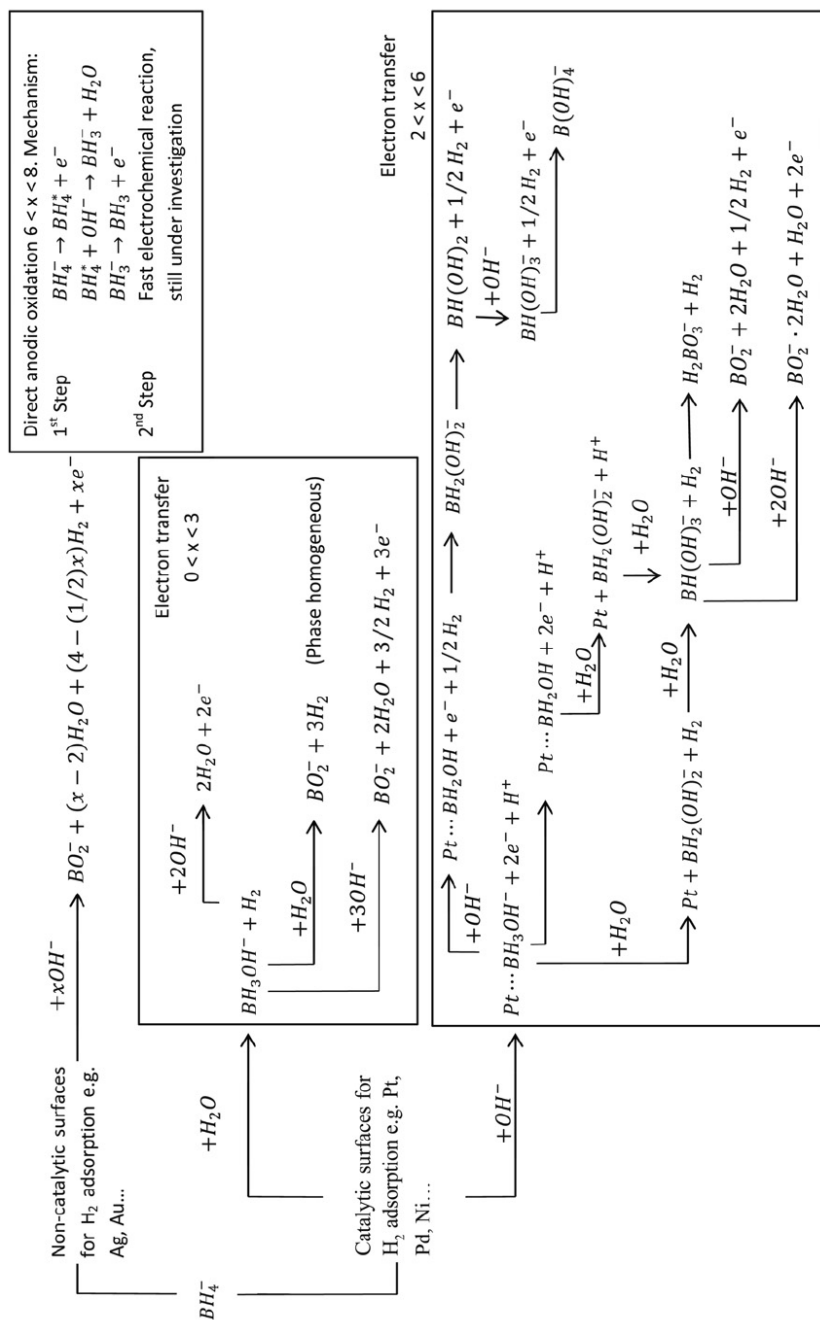 Direct anodic oxidation 6 < x < 8. Mechanism:
1st Step
BH₄⁻ → BH₄* + e⁻
BH₄* + OH⁻ → BH₃⁻ + H₂O
BH₃⁻ → BH₃ + e⁻
2nd Step
Fast electrochemical reaction,
still under investigation
Non-catalytic surfaces
for H₂ adsorption e.g.
Ag, Au...
+xOH⁻
BO₂⁻ + (x − 2)H₂O + (4 − (1/2)x)H₂ + xe⁻
BH₄⁻
+H₂O
Electron transfer
0 < x < 3
+2OH⁻
2H₂O + 2e⁻
BH₃OH⁻ + H₂
+H₂O
BO₂⁻ + 3H₂ (Phase homogeneous)
+3OH⁻
BO₂⁻ + 2H₂O + 3/2 H₂ + 3e⁻
Catalytic surfaces for
H₂ adsorption e.g. Pt,
Pd, Ni...
+OH⁻
Electron transfer
2 < x < 6
+OH⁻
Pt ⋯ BH₂OH + e⁻ + 1/2 H₂
BH₂(OH)₂⁻
BH(OH)₂ + 1/2 H₂ + e⁻
+OH⁻
BH(OH)₃⁻ + 1/2 H₂ + e⁻
B(OH)₄⁻
Pt ⋯ BH₃OH⁻ + 2e⁻ + H⁺
Pt ⋯ BH₂OH + 2e⁻ + H⁺
+H₂O
Pt + BH₂(OH)₂⁻ + H⁺
+H₂O
+H₂O
Pt + BH₂(OH)₂⁻ + H₂
+H₂O
BH(OH)₃⁻ + H₂
H₂BO₃⁻ + H₂
+OH⁻
BO₂⁻ + 2H₂O + 1/2 H₂ + e⁻
+2OH⁻
BO₂⁻ · 2H₂O + H₂O + 2e⁻